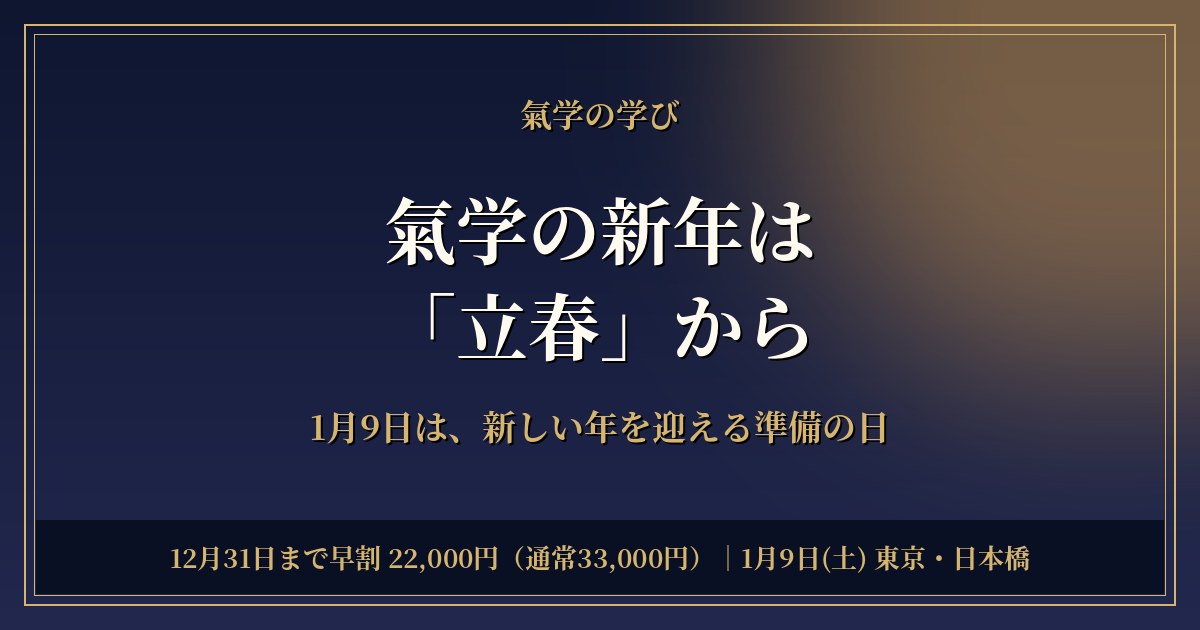 氣学の学び
氣学の新年は
「立春」から
1月9日は、新しい年を迎える準備の日
12月31日まで早割 22,000円（通常33,000円）｜1月9日(土) 東京・日本橋